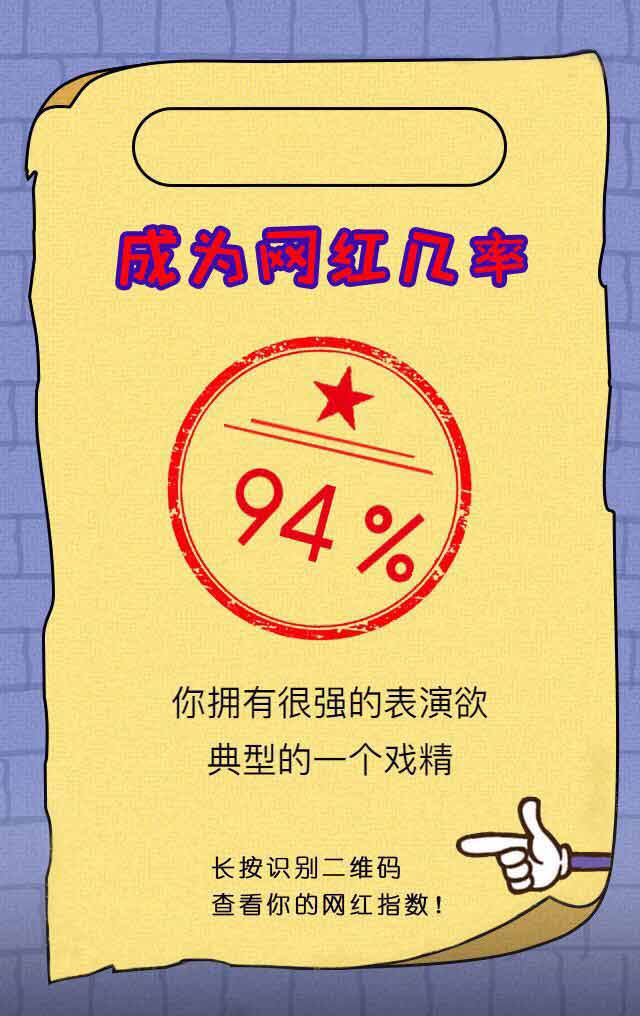 成为网红几率
94%
你拥有很强的表演欲
典型的一个戏精
长按识别二维码
查看你的网红指数！